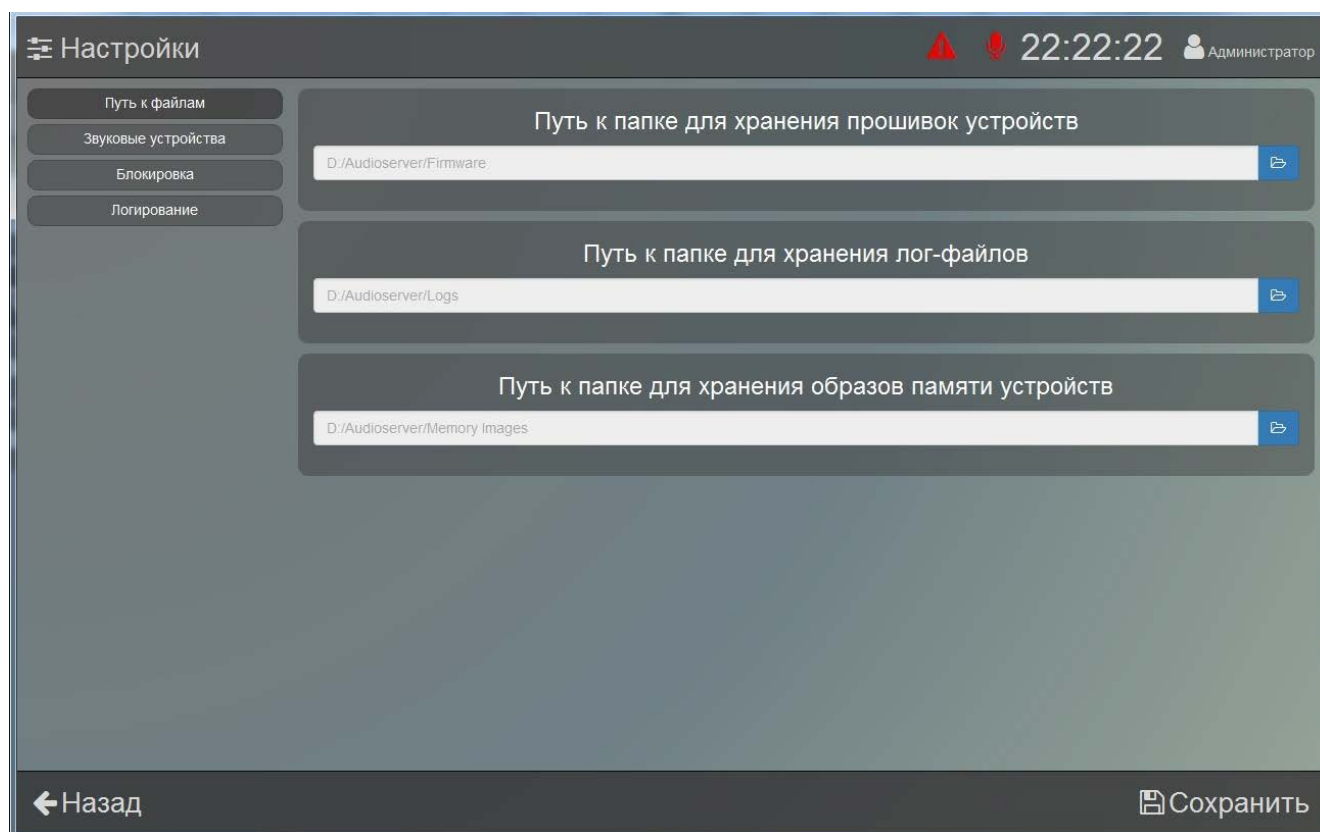 Настройки
22:22:22 Администратор
Путь к файлам
Звуковые устройства
Блокировка
Логирование
Путь к папке для хранения прошивок устройств
D:/Audioserver/Firmware
Путь к папке для хранения лог-файлов
D:/Audioserver/Logs
Путь к папке для хранения образов памяти устройств
D:/Audioserver/Memory Images
Назад
Сохранить